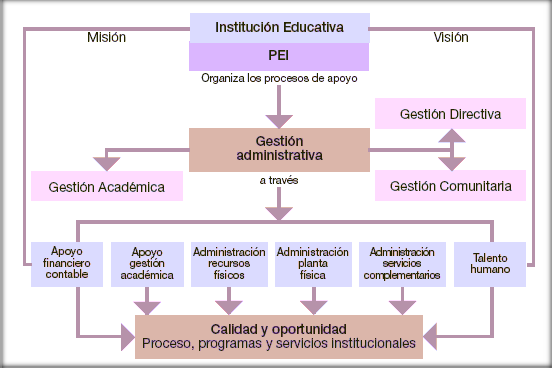 Institución Educativa
Misión
Visión
PEI
Organiza los procesos de apoyo
Gestión Directiva
Gestión
administrativa
Gestión Académica
Gestión Comunitaria
a través
Apoyo
financiero
contable
Apoyo
gestión
académica
Administración
recursos
físicos
Administración
planta
física
Administración
servicios
complementarios
Talento
humano
Calidad y oportunidad
Proceso, programas y servicios institucionales